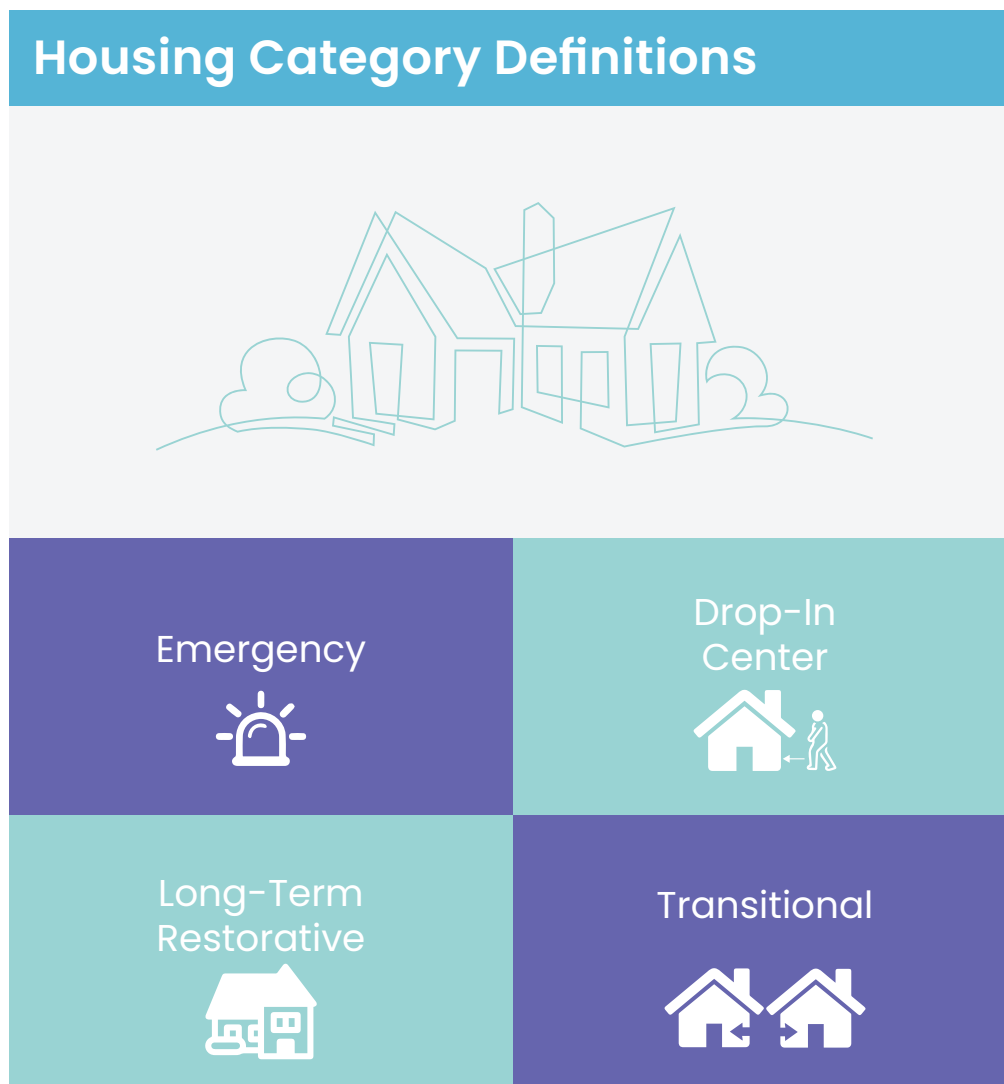 Housing Category Definitions
Emergency
Drop-In
Center
Long-Term
Restorative
Transitional